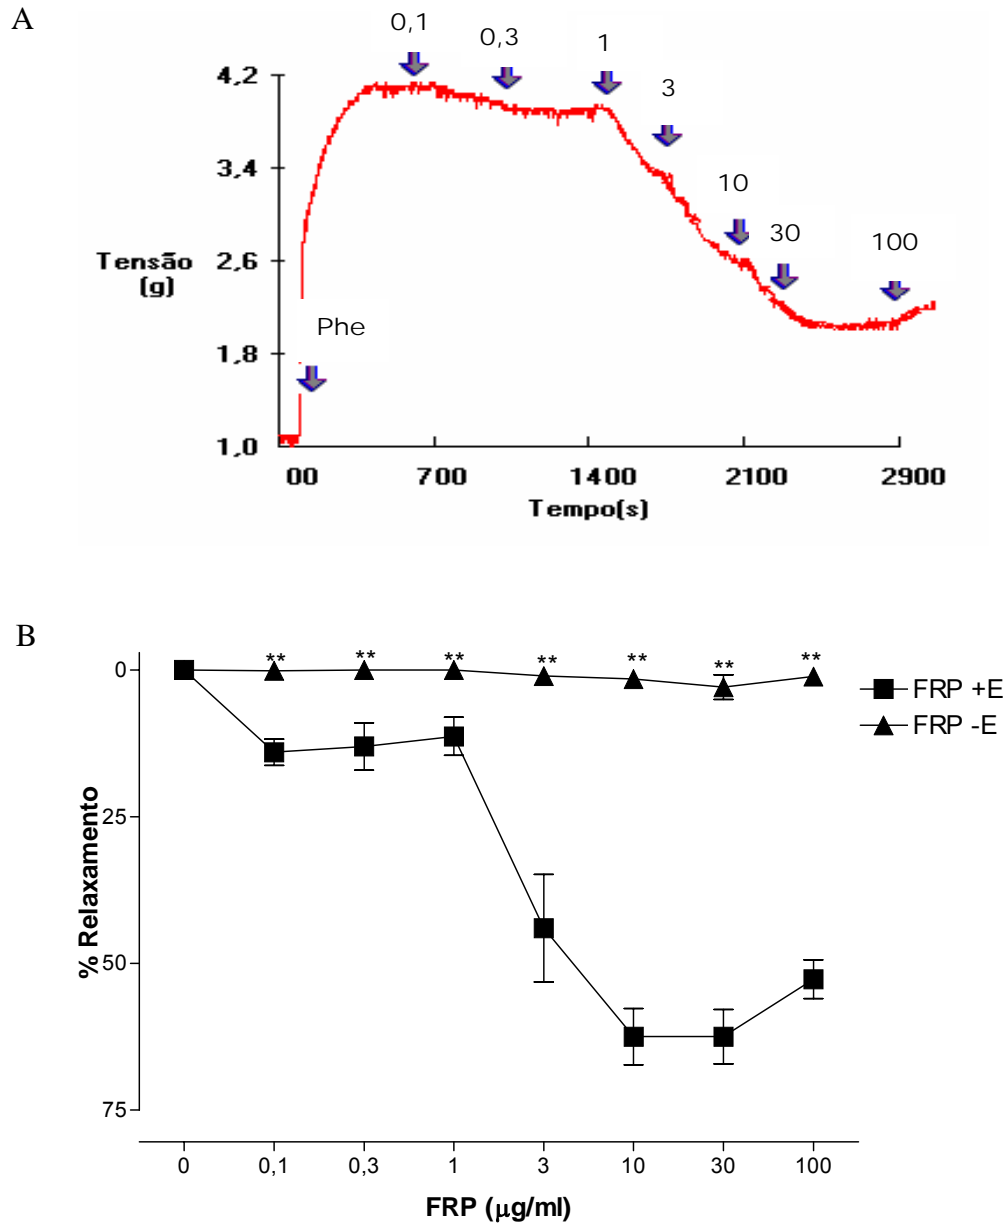 A
0,1
0,3
1
3
10
30
100
Phe
4,2
3,4
2,6
1,8
1,0
Tensão
(g)
00 700 1400 2100 2900
Tempo(s)
B
** ** ** ** ** ** **
0
25
50
75
% Relaxamento
FRP +E
FRP -E
0 0,1 0,3 1 3 10 30 100
FRP (μg/ml)